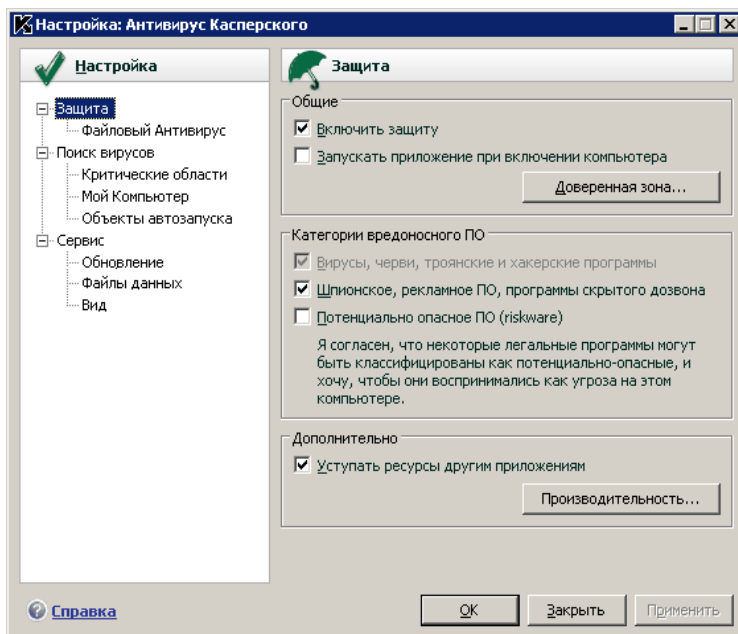 Настройка: Антивирус Касперского
Настройка
Защита
Файловый Антивирус
Поиск вирусов
Критические области
Мой Компьютер
Объекты автозапуска
Сервис
Обновление
Файлы данных
Вид
Защита
Общие
Включить защиту
Запускать приложение при включении компьютера
Доверенная зона...
Категории вредоносного ПО
Вирусы, черви, троянские и хакерские программы
Шпионское, рекламное ПО, программы скрытого дозвона
Потенциально опасное ПО (riskware)
Я согласен, что некоторые легальные программы могут
быть классифицированы как потенциально-опасные, и
хочу, чтобы они воспринимались как угроза на этом
компьютере.
Дополнительно
Уступать ресурсы другим приложениям
Производительность...
Справка
OK
Закрыть
Применить